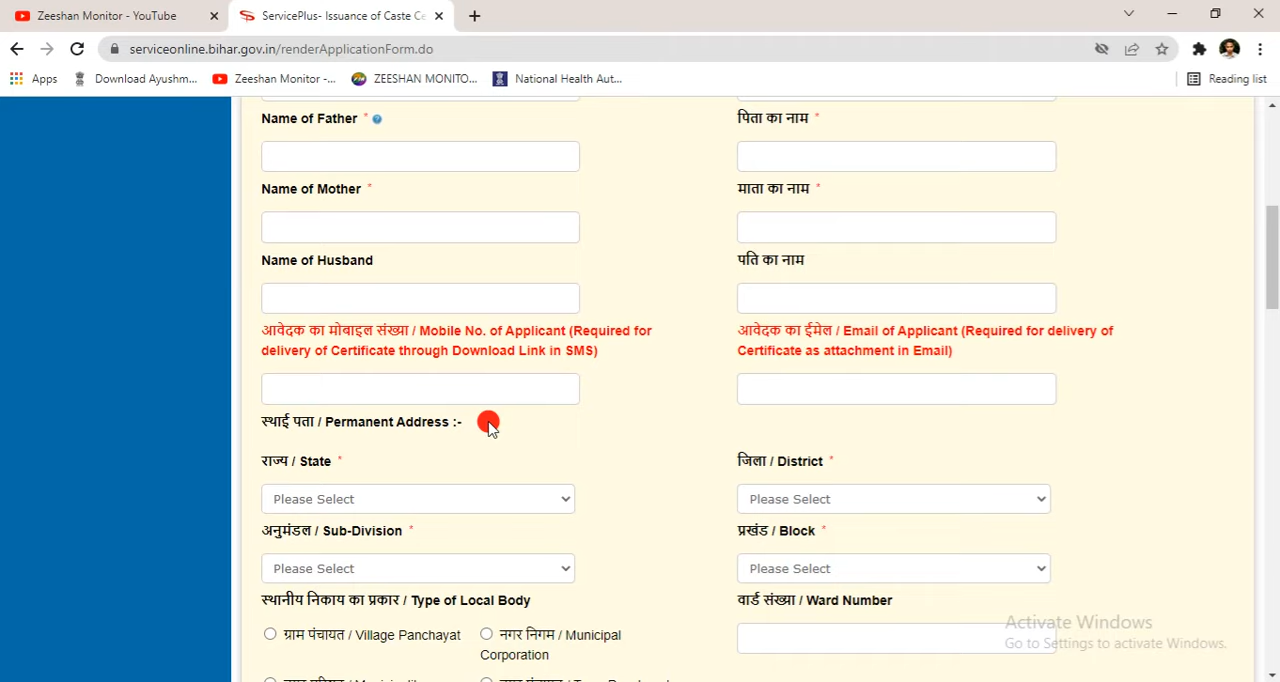 Zeeshan Monitor - YouTube
ServicePlus- Issuance of Caste Ce
serviceonline.bihar.gov.in/renderApplicationForm.do
Apps
Download Ayushm...
Zeeshan Monitor -...
ZEESHAN MONITO...
National Health Aut...
Reading list
Name of Father *
पिता का नाम *
Name of Mother *
माता का नाम *
Name of Husband
पति का नाम
आवेदक का मोबाइल संख्या / Mobile No. of Applicant (Required for
delivery of Certificate through Download Link in SMS)
आवेदक का ईमेल / Email of Applicant (Required for delivery of
Certificate as attachment in Email)
स्थाई पता / Permanent Address :-
राज्य / State *
जिला / District *
Please Select
Please Select
अनुमंडल / Sub-Division *
प्रखंड / Block *
Please Select
Please Select
स्थानीय निकाय का प्रकार / Type of Local Body
वार्ड संख्या / Ward Number
ग्राम पंचायत / Village Panchayat
नगर निगम / Municipal
Corporation
Activate Windows
Go to Settings to activate Windows.